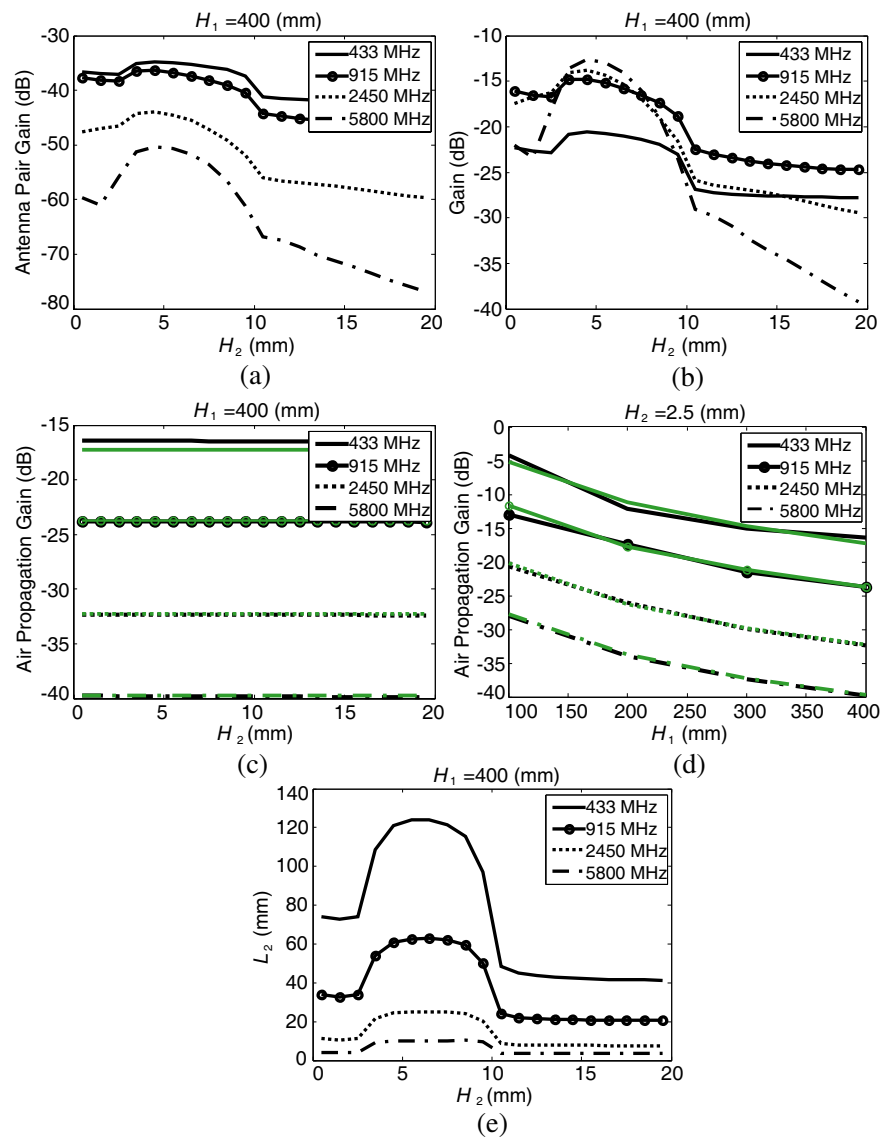 H1 =400 (mm)
Antenna Pair Gain (dB)
-30
-40
-50
-60
-70
-80
0
5
10
15
20
H2 (mm)
433 MHz
915 MHz
2450 MHz
5800 MHz
(a)
H1 =400 (mm)
Gain (dB)
-10
-15
-20
-25
-30
-35
-40
0
5
10
15
20
H2 (mm)
433 MHz
915 MHz
2450 MHz
5800 MHz
(b)
H1 =400 (mm)
Air Propagation Gain (dB)
-15
-20
-25
-30
-35
-40
0
5
10
15
20
H2 (mm)
433 MHz
915 MHz
2450 MHz
5800 MHz
(c)
H2 =2.5 (mm)
Air Propagation Gain (dB)
0
-5
-10
-15
-20
-25
-30
-35
-40
100
150
200
250
300
350
400
H1 (mm)
433 MHz
915 MHz
2450 MHz
5800 MHz
(d)
H1 =400 (mm)
L2 (mm)
140
120
100
80
60
40
20
0
0
5
10
15
20
H2 (mm)
433 MHz
915 MHz
2450 MHz
5800 MHz
(e)